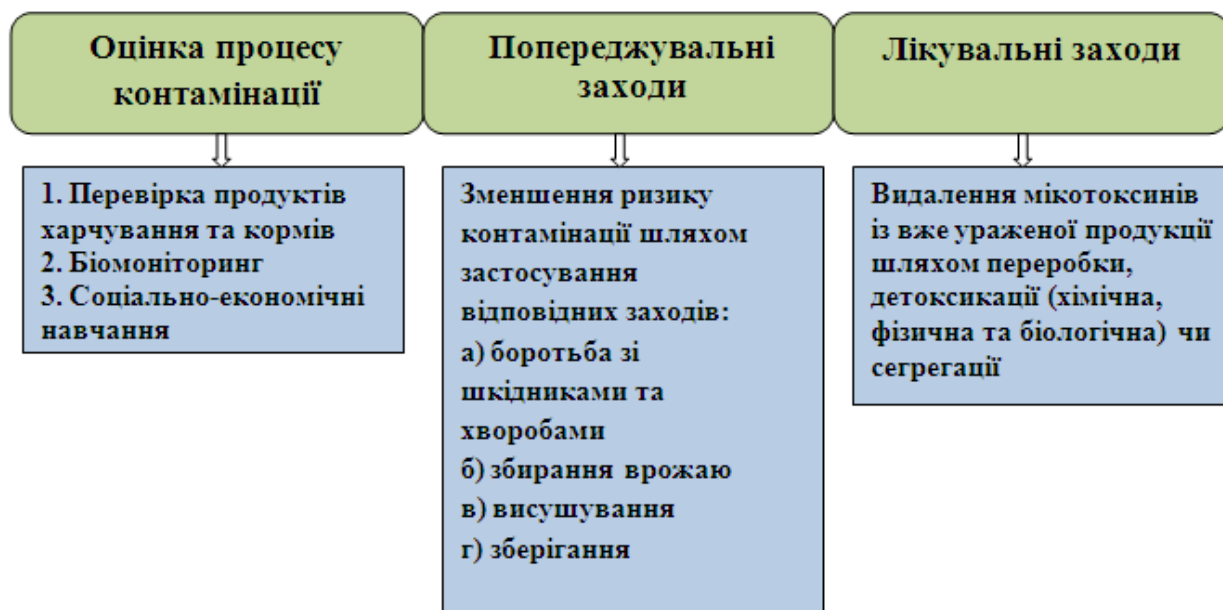 Оцінка процесу
контамінації
Попереджувальні
заходи
Лікувальні заходи
1. Перевірка продуктів
харчування та кормів
2. Біомоніторинг
3. Соціально-економічні
навчання
Зменшення ризику
контамінації шляхом
застосування
відповідних заходів:
а) боротьба зі
шкідниками та
хворобами
б) збирання врожаю
в) висушування
г) зберігання
Видалення мікотоксинів
із вже ураженої продукції
шляхом переробки,
детоксикації (хімічна,
фізична та біологічна) чи
сегрегації